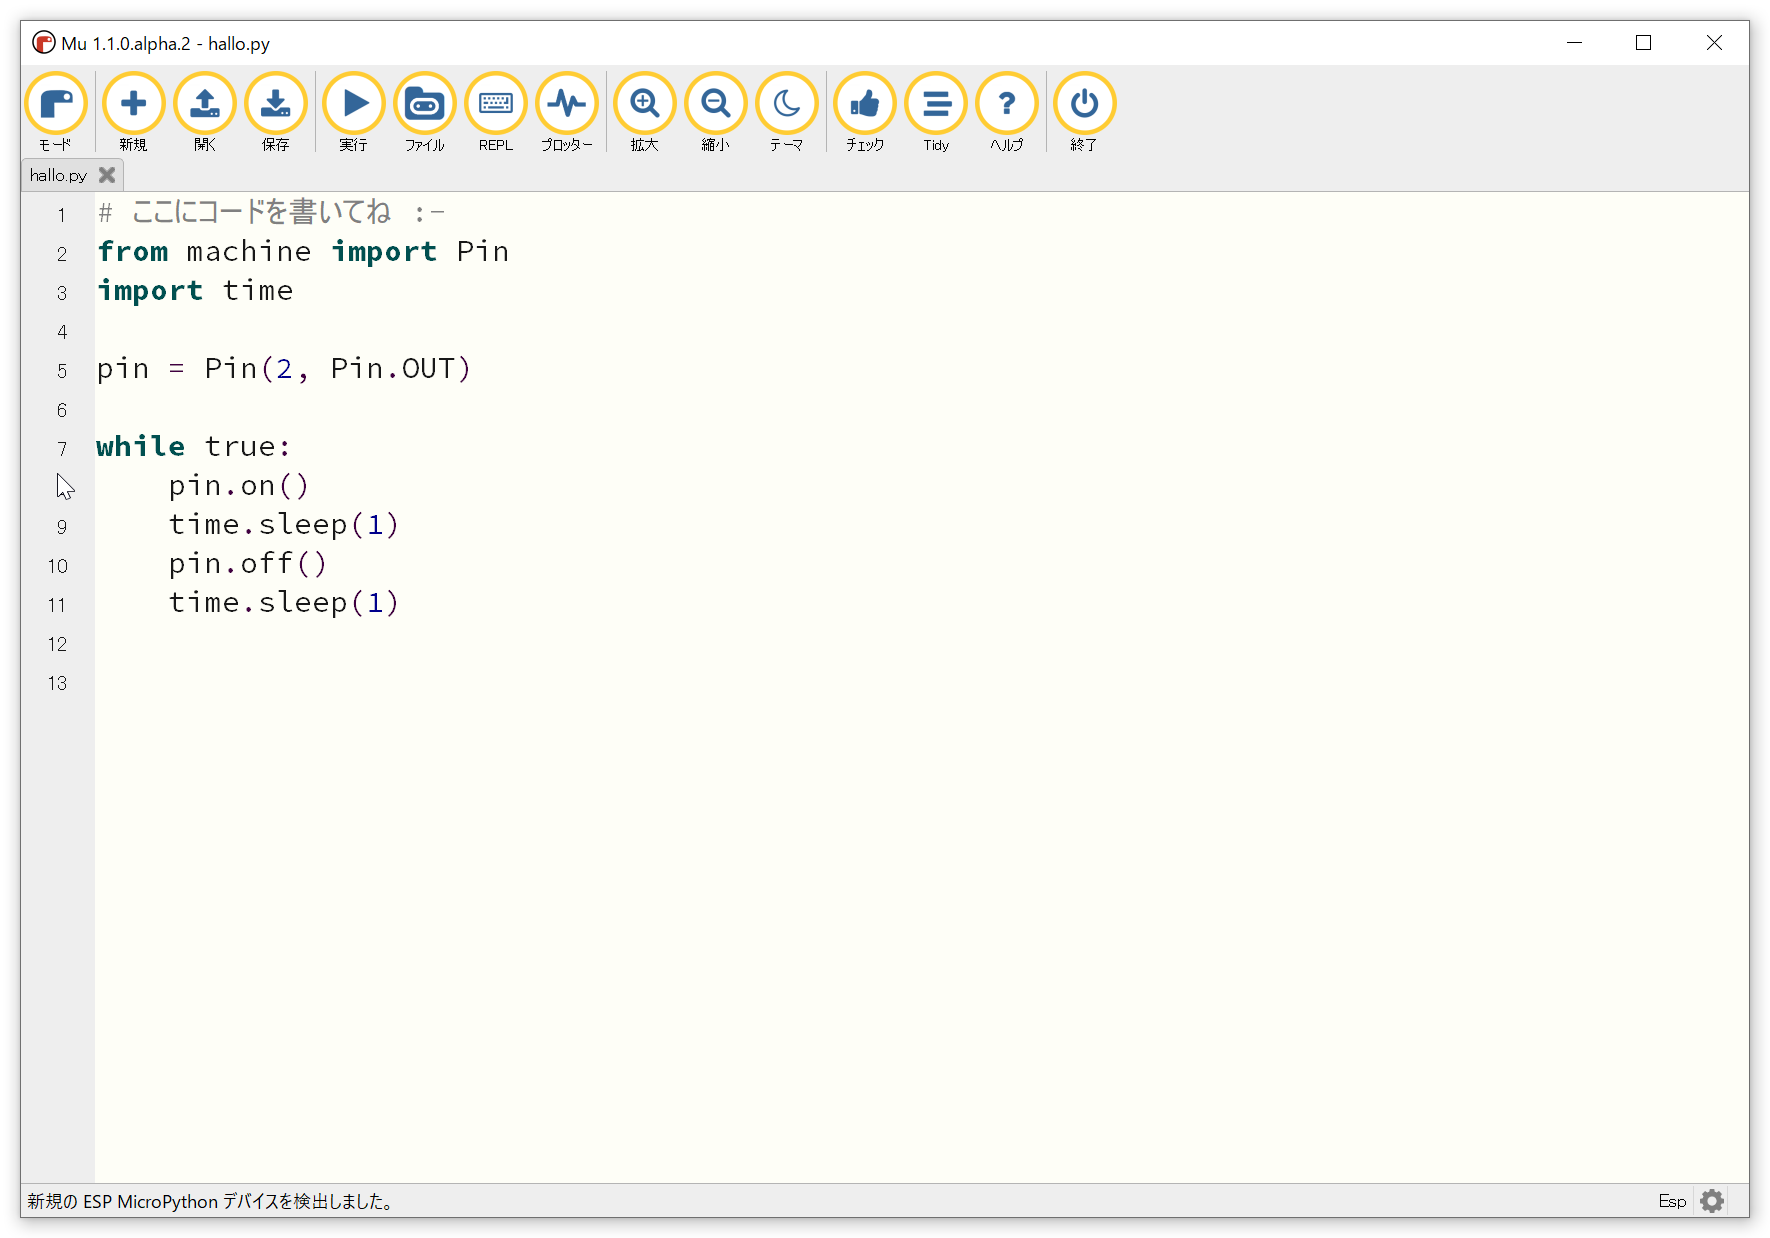 Mu 1.1.0.alpha.2 - hallo.py
モード 新規 開く 保存 実行 ファイル REPL プロッター 拡大 縮小 テーマ チェック Tidy ヘルプ 終了
hallo.py
1 # ここにコードを書いてね :-
2 from machine import Pin
3 import time
4
5 pin = Pin(2, Pin.OUT)
6
7 while true:
pin.on()
9 time.sleep(1)
10 pin.off()
11 time.sleep(1)
12
13
新規の ESP MicroPython デバイスを検出しました。 Esp